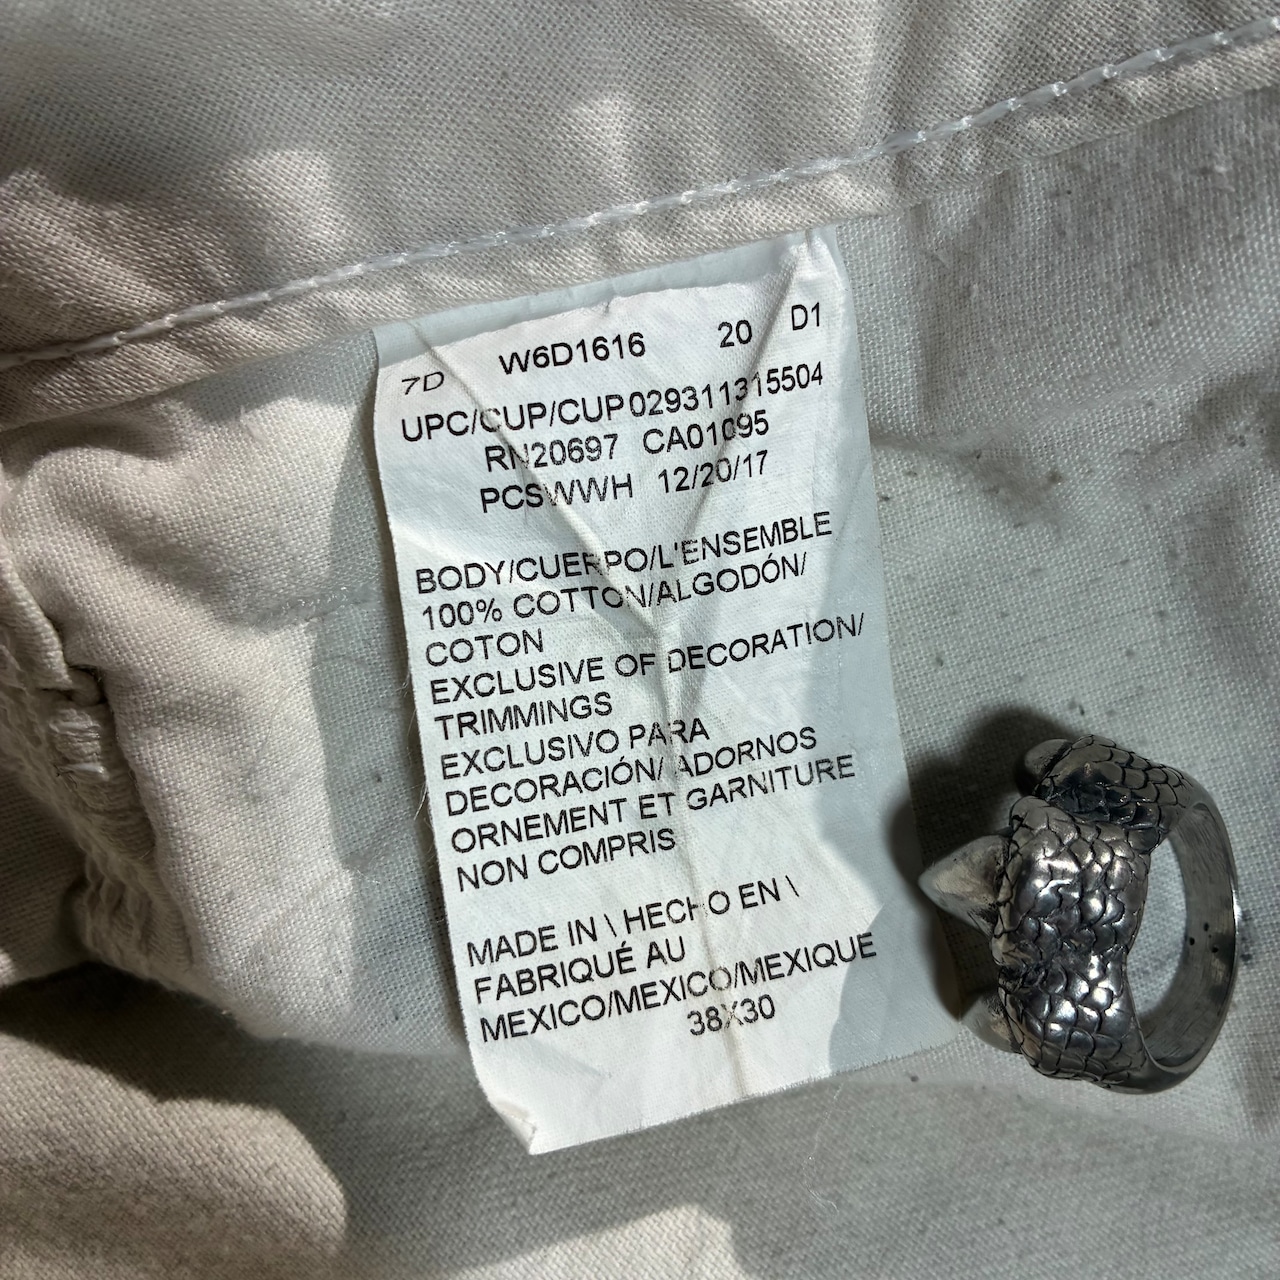 7D W6D1616 20 D1
UPC/CUP/CUP029311315504
RN20697 CA01095
PCSWWH 12/20/17
BODY/CUERPO/L'ENSEMBLE
100% COTTON/ALGODÓN/
COTON
EXCLUSIVE OF DECORATION/
TRIMMINGS
EXCLUSIVO PARA
DECORACIÓN/ ADORNOS
ORNEMENT ET GARNITURE
NON COMPRIS
MADE IN \ HECHO EN \
FABRIQUÉ AU
MEXICO/MEXICO/MEXIQUE
38X30